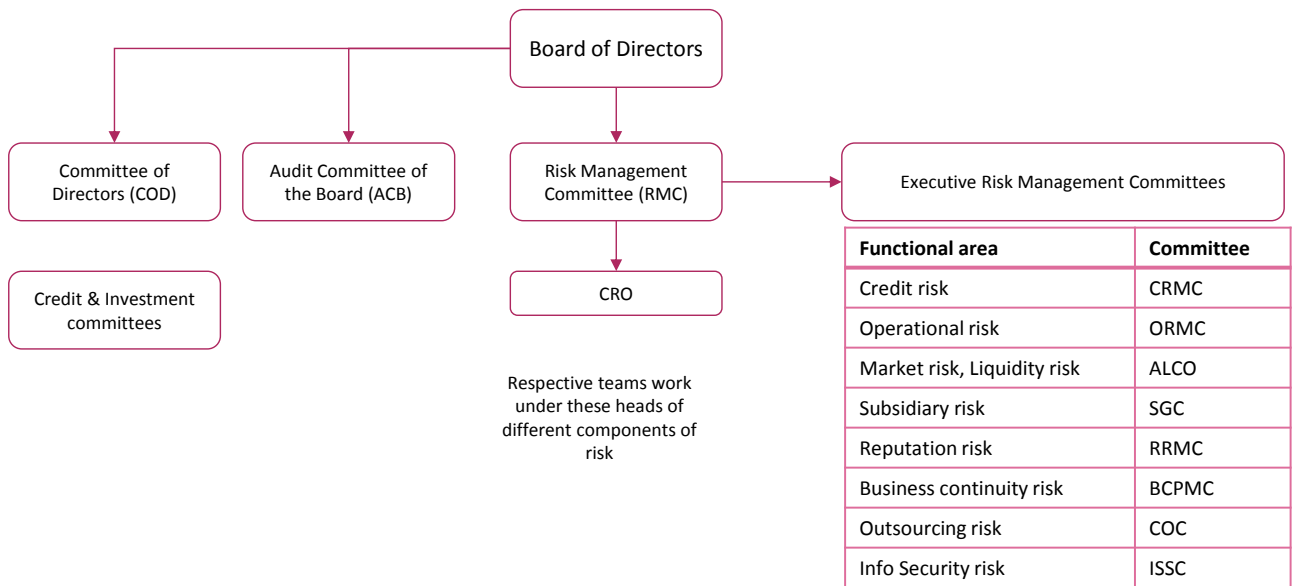 Board of Directors
Committee of
Directors (COD)
Audit Committee of
the Board (ACB)
Risk Management
Committee (RMC)
Executive Risk Management Committees
Credit & Investment
committees
CRO
Respective teams work
under these heads of
different components of
risk
Functional area Committee
Credit risk CRMC
Operational risk ORMC
Market risk, Liquidity risk ALCO
Subsidiary risk SGC
Reputation risk RRMC
Business continuity risk BCPMC
Outsourcing risk COC
Info Security risk ISSC